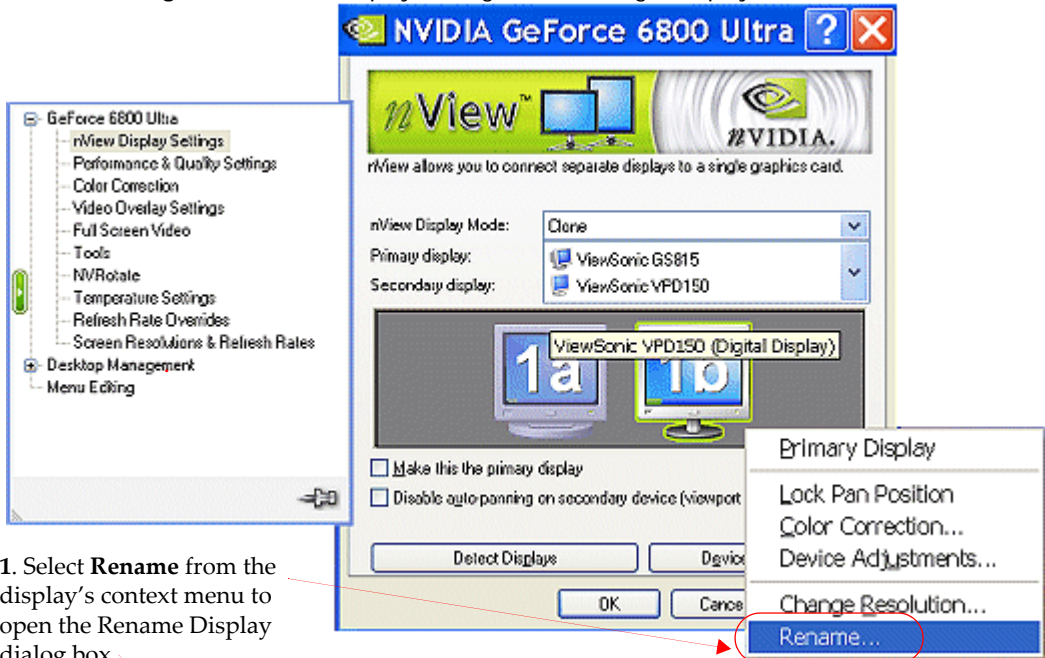 NVIDIA GeForce 6800 Ultra
nView™
NVIDIA.
nView allows you to connect separate displays to a single graphics card.
GeForce 6800 Ultra
nView Display Settings
Performance & Quality Settings
Color Correction
Video Overlay Settings
Full Screen Video
Tools
NVRotate
Temperature Settings
Refresh Rate Overrides
Screen Resolutions & Refresh Rates
Desktop Management
Menu Editing
nView Display Mode: Clone
Primary display: ViewSonic GS815
Secondary display: ViewSonic VPD150
ViewSonic VPD150 (Digital Display)
1a 1b
Make this the primary display
Disable auto-panning on secondary device (viewport
Detect Displays
OK
Primary Display
Lock Pan Position
Color Correction...
Device Adjustments...
Change Resolution...
Rename...
1. Select Rename from the
display's context menu to
open the Rename Display
dialog box